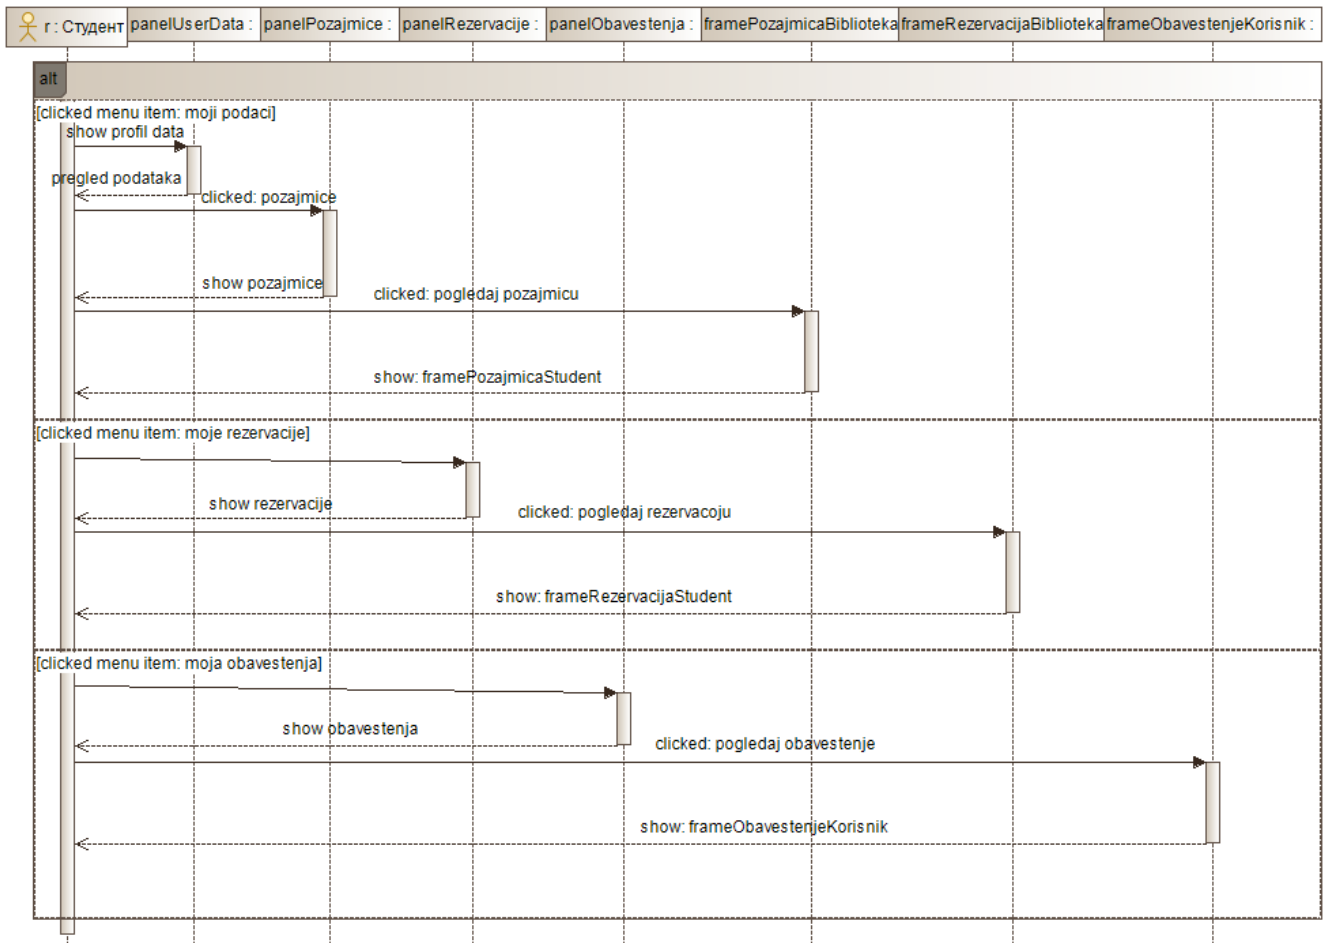 r : Студент
panelUserData :
panelPozajmice :
panelRezervacije :
panelObavestenja :
framePozajmicaBiblioteka
frameRezervacijaBiblioteka
frameObavestenjeKorisnik :
alt
[clicked menu item: moji podaci]
show profil data
pregled podataka
clicked: pozajmice
show pozajmice
clicked: pogledaj pozajmicu
show: framePozajmicaStudent
[clicked menu item: moje rezervacije]
show rezervacije
clicked: pogledaj rezervacoju
show: frameRezervacijaStudent
[clicked menu item: moja obavestenja]
show obavestenja
clicked: pogledaj obavestenje
show: frameObavestenjeKorisnik